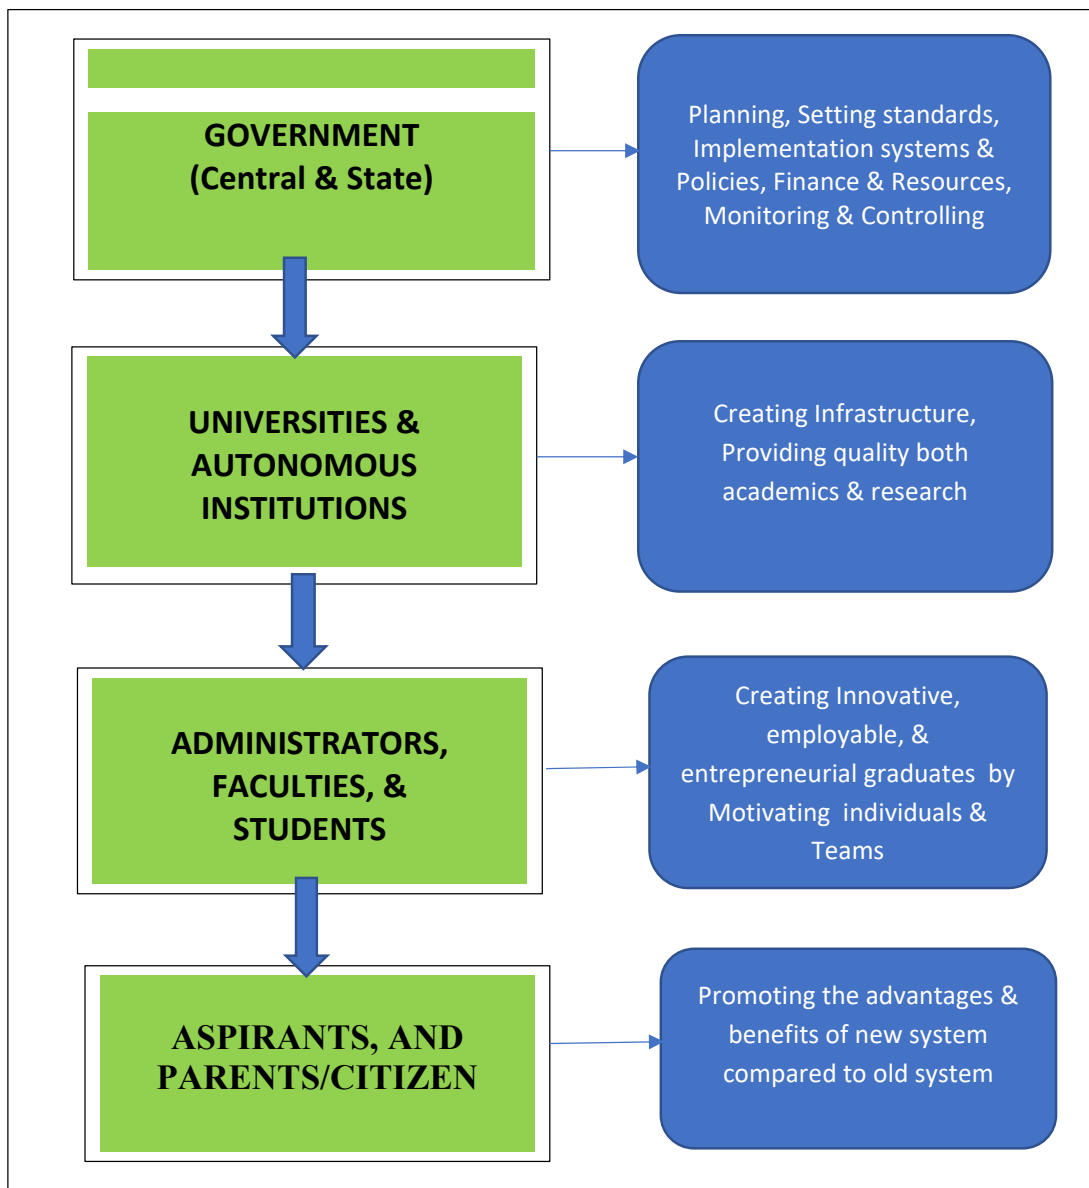 GOVERNMENT
(Central & State)
Planning, Setting standards,
Implementation systems &
Policies, Finance & Resources,
Monitoring & Controlling
UNIVERSITIES &
AUTONOMOUS
INSTITUTIONS
Creating Infrastructure,
Providing quality both
academics & research
ADMINISTRATORS,
FACULTIES, &
STUDENTS
Creating Innovative,
employable, &
entrepreneurial graduates by
Motivating individuals &
Teams
ASPIRANTS, AND
PARENTS/CITIZEN
Promoting the advantages &
benefits of new system
compared to old system